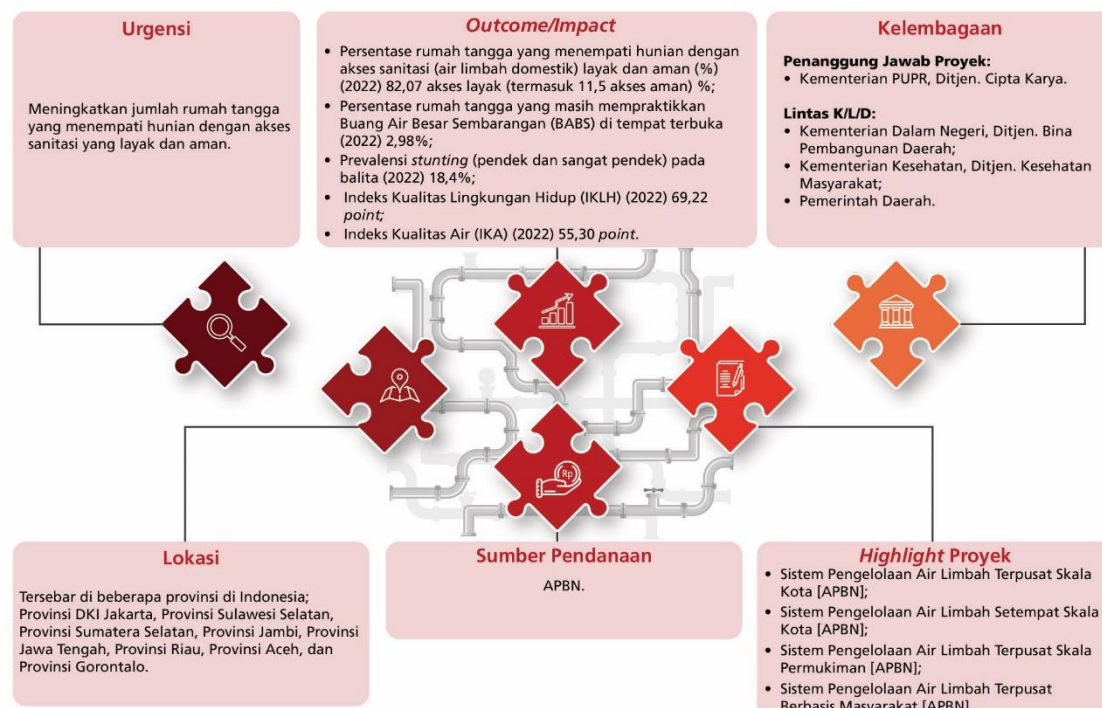 Urgensi
Meningkatkan jumlah rumah tangga
yang menempati hunian dengan akses
sanitasi yang layak dan aman.
Outcome/Impact
• Persentase rumah tangga yang menempati hunian dengan
akses sanitasi (air limbah domestik) layak dan aman (%)
(2022) 82,07 akses layak (termasuk 11,5 akses aman) %;
• Persentase rumah tangga yang masih mempraktikkan
Buang Air Besar Sembarangan (BABS) di tempat terbuka
(2022) 2,98%;
• Prevalensi stunting (pendek dan sangat pendek) pada
balita (2022) 18,4%;
• Indeks Kualitas Lingkungan Hidup (IKLH) (2022) 69,22
point;
• Indeks Kualitas Air (IKA) (2022) 55,30 point.
Kelembagaan
Penanggung Jawab Proyek:
• Kementerian PUPR, Ditjen. Cipta Karya.
Lintas K/L/D:
• Kementerian Dalam Negeri, Ditjen. Bina
Pembangunan Daerah;
• Kementerian Kesehatan, Ditjen. Kesehatan
Masyarakat;
• Pemerintah Daerah.
Rp
Lokasi
Tersebar di beberapa provinsi di Indonesia;
Provinsi DKI Jakarta, Provinsi Sulawesi Selatan,
Provinsi Sumatera Selatan, Provinsi Jambi, Provinsi
Jawa Tengah, Provinsi Riau, Provinsi Aceh, dan
Provinsi Gorontalo.
Sumber Pendanaan
APBN.
Highlight Proyek
• Sistem Pengelolaan Air Limbah Terpusat Skala
Kota [APBN];
• Sistem Pengelolaan Air Limbah Setempat Skala
Kota [APBN];
• Sistem Pengelolaan Air Limbah Terpusat Skala
Permukiman [APBN];
• Sistem Pengelolaan Air Limbah Terpusat
Berbasis Masyarakat [APBN]